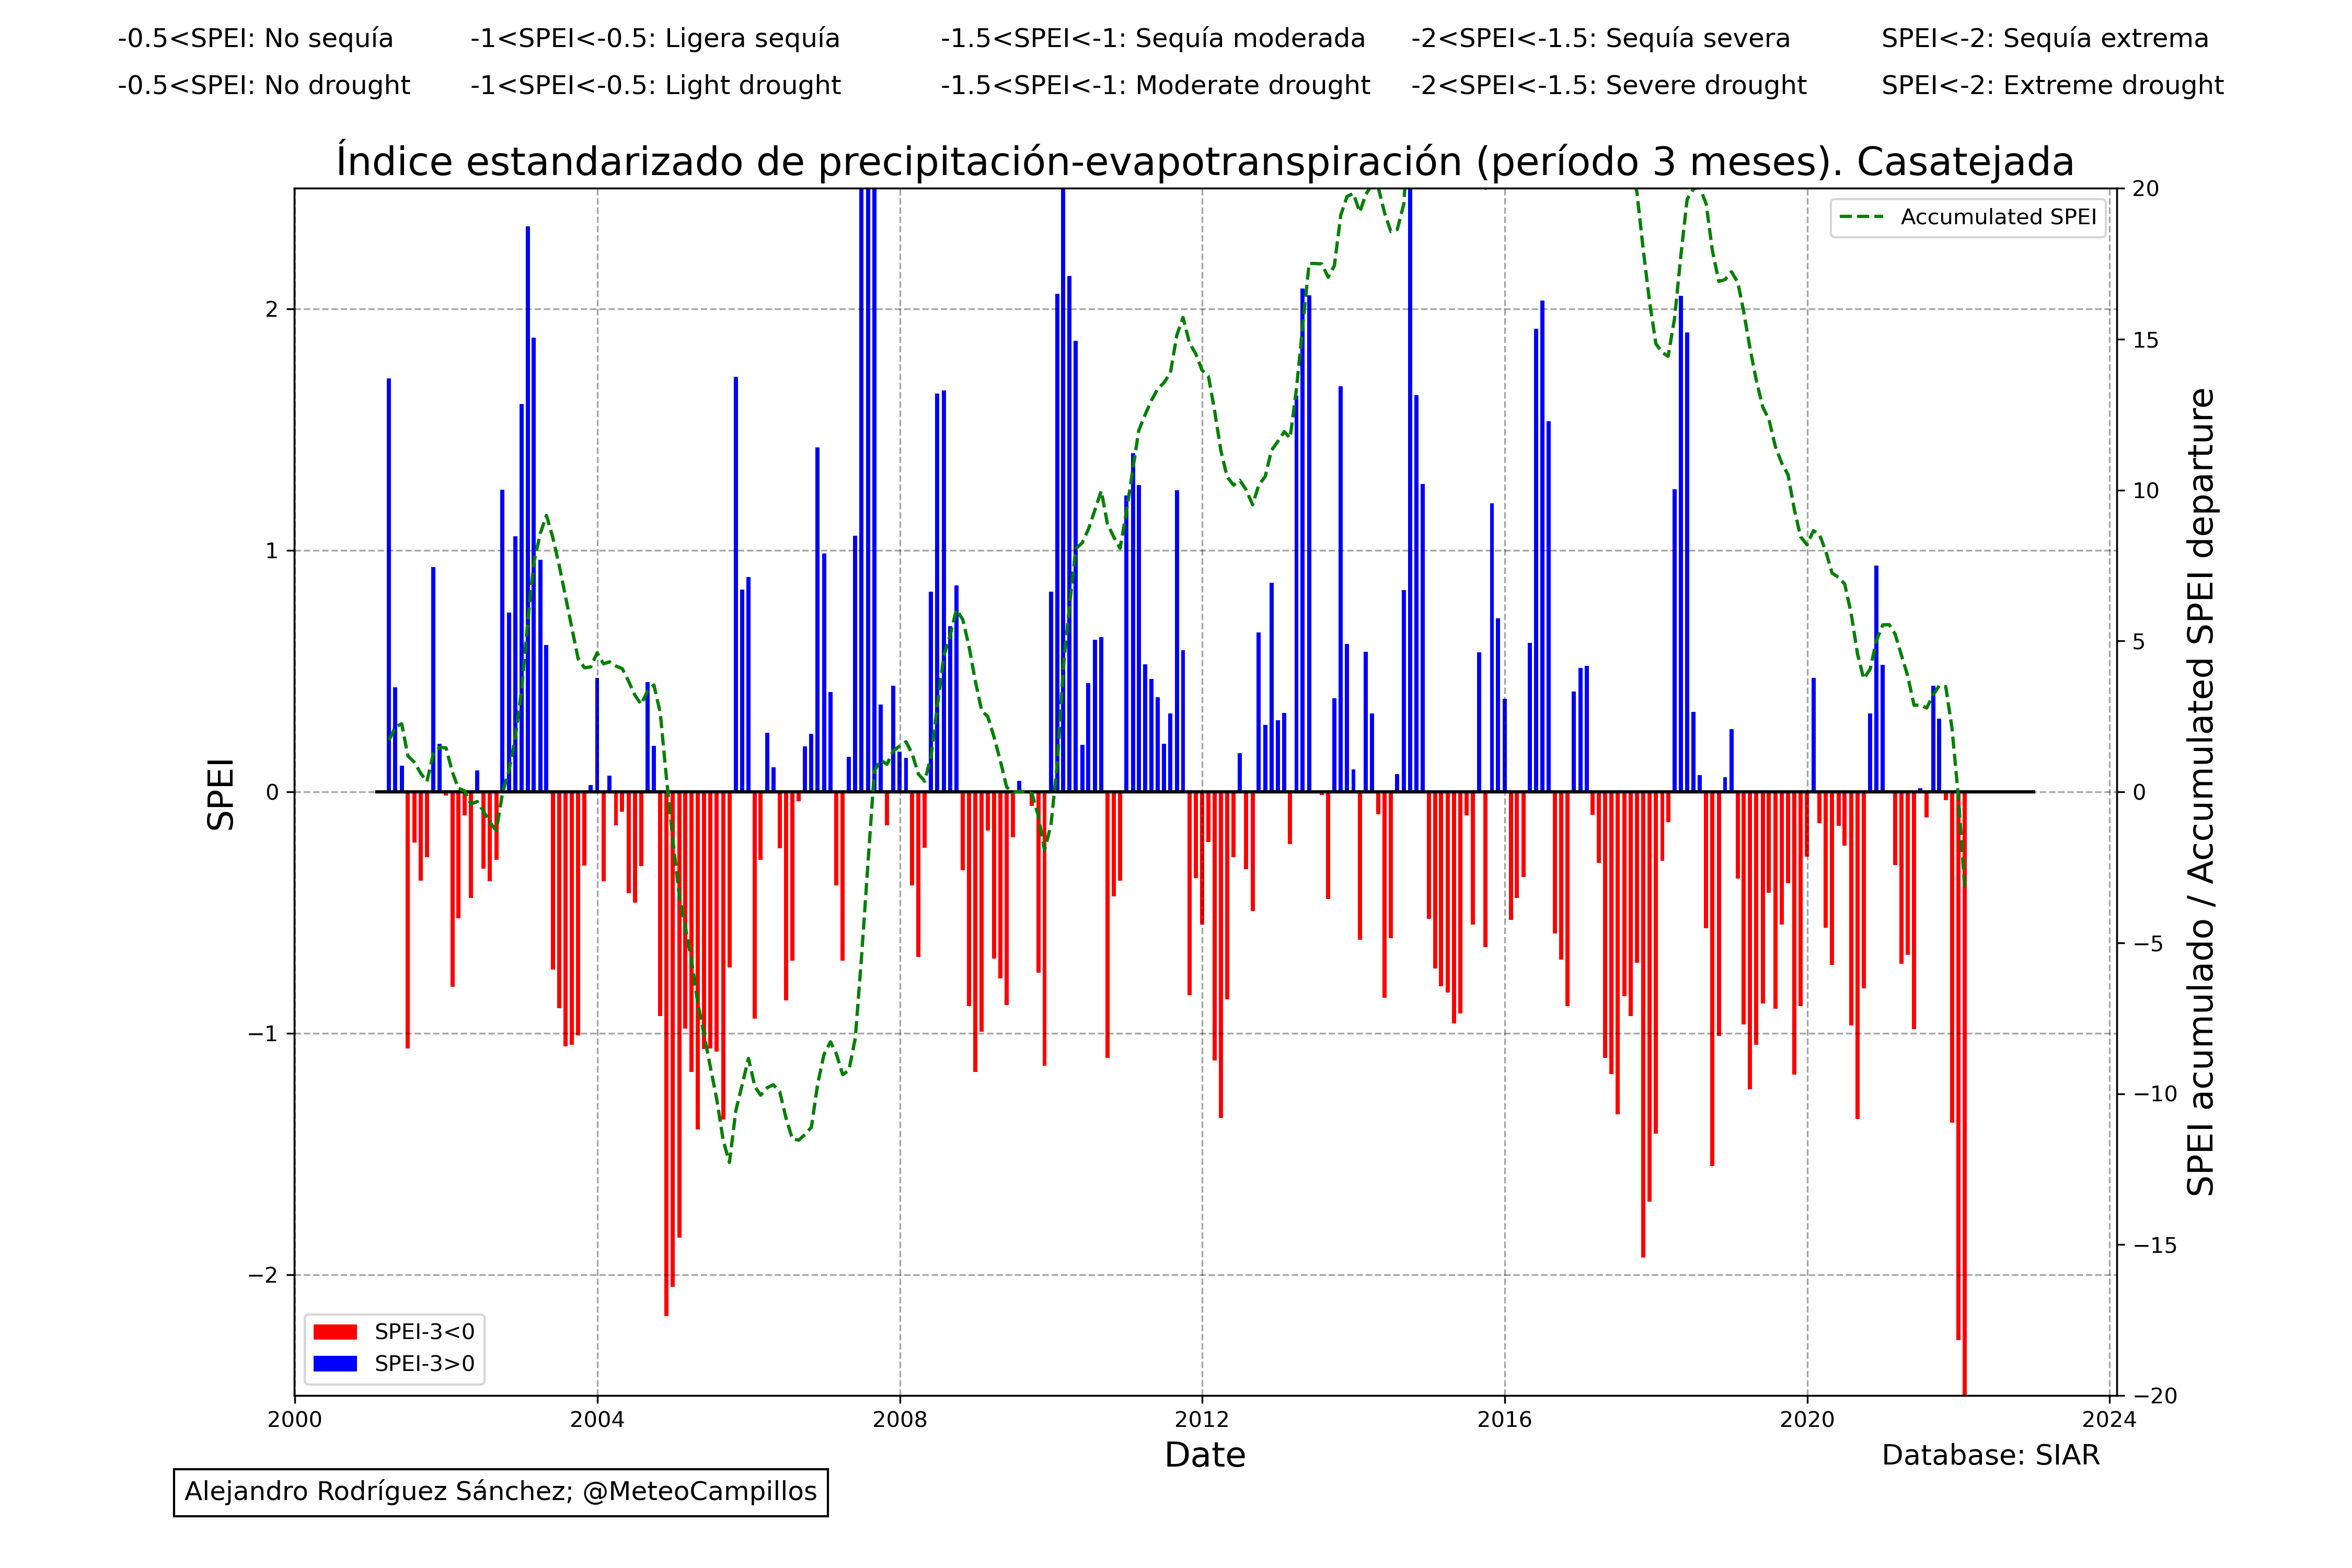 -0.5<SPEI: No sequía -1<SPEI<-0.5: Ligera sequía -1.5<SPEI<-1: Sequía moderada -2<SPEI<-1.5: Sequía severa SPEI<-2: Sequía extrema
-0.5<SPEI: No drought -1<SPEI<-0.5: Light drought -1.5<SPEI<-1: Moderate drought -2<SPEI<-1.5: Severe drought SPEI<-2: Extreme drought
Índice estandarizado de precipitación-evapotranspiración (período 3 meses). Casatejada
SPEI
2
1
0
−1
−2
Accumulated SPEI
SPEI-3<0
SPEI-3>0
20
15
10
5
0
−5
−10
−15
−20
SPEI acumulado / Accumulated SPEI departure
2000 2004 2008 2012 2016 2020 2024
Date
Database: SIAR
Alejandro Rodríguez Sánchez; @MeteoCampillos